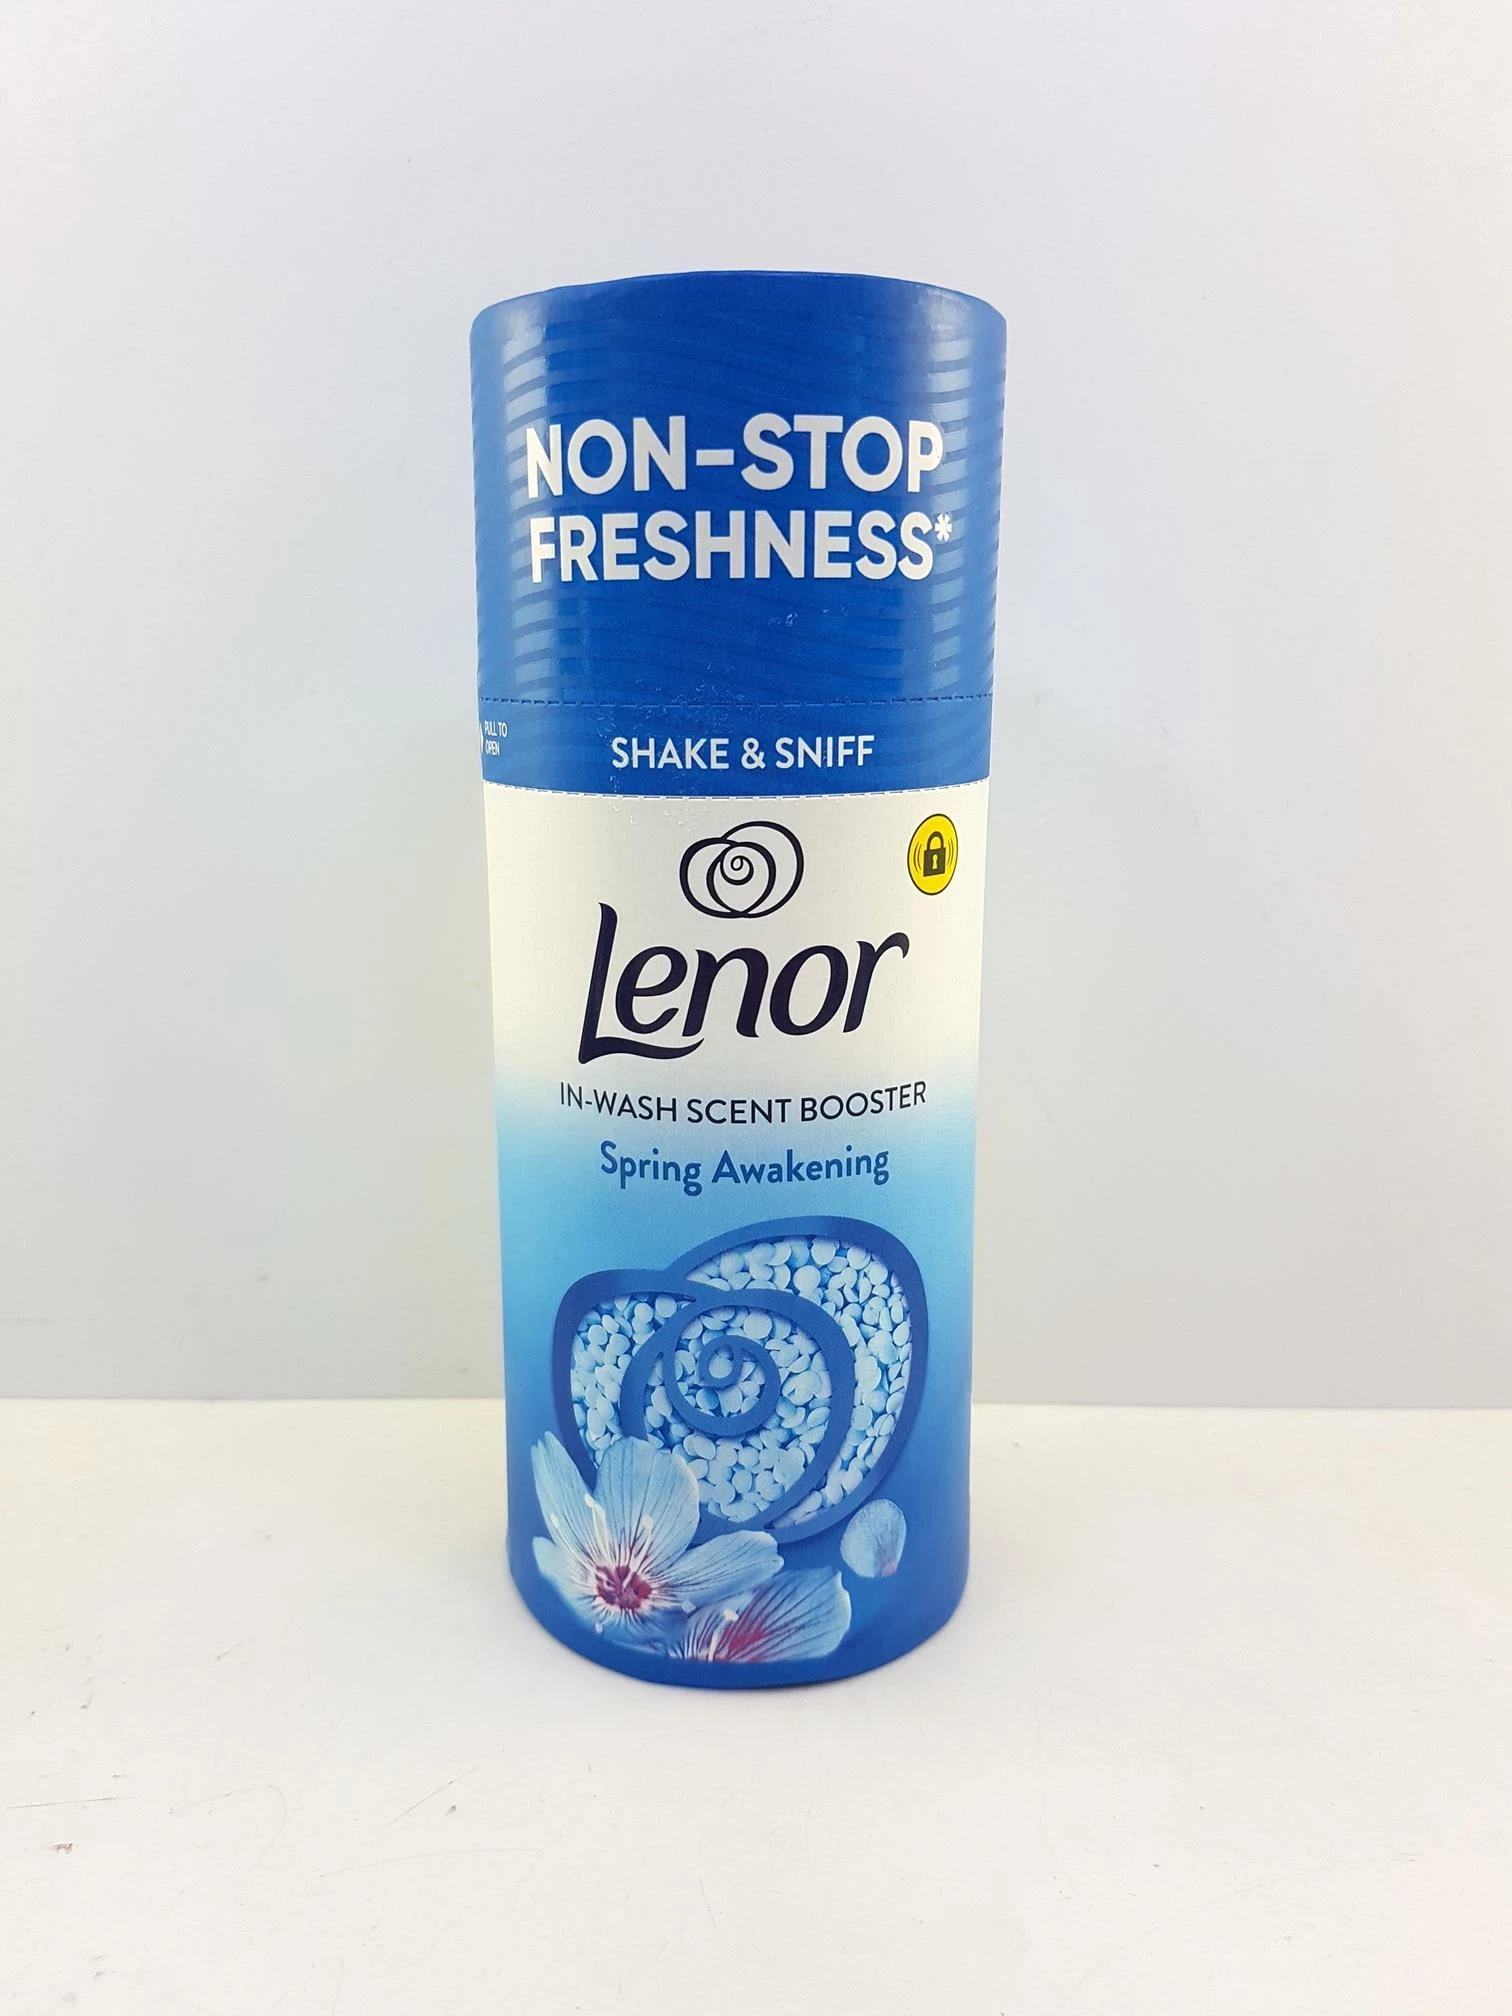 NON-STOP
FRESHNESS*
PULL TO
OPEN
SHAKE & SNIFF
Lenor
IN-WASH SCENT BOOSTER
Spring Awakening